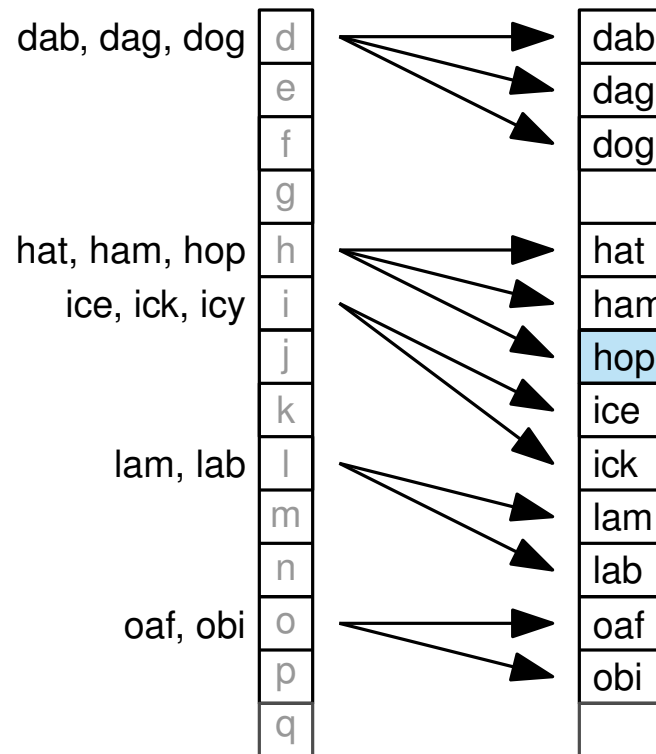 dab, dag, dog d dab
e dag
f dog
g
hat, ham, hop h hat
ice, ick, icy i ham
j hop
k ice
lam, lab l ick
m lam
n lab
oaf, obi o oaf
p obi
q